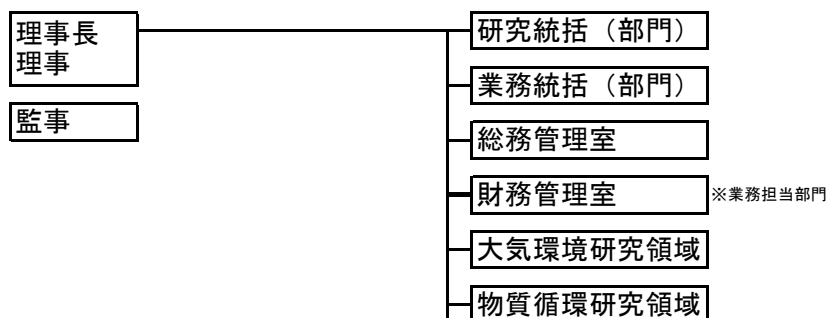 理事長
理事
監事
研究統括（部門）
業務統括（部門）
総務管理室
財務管理室
※業務担当部門
大気環境研究領域
物質循環研究領域